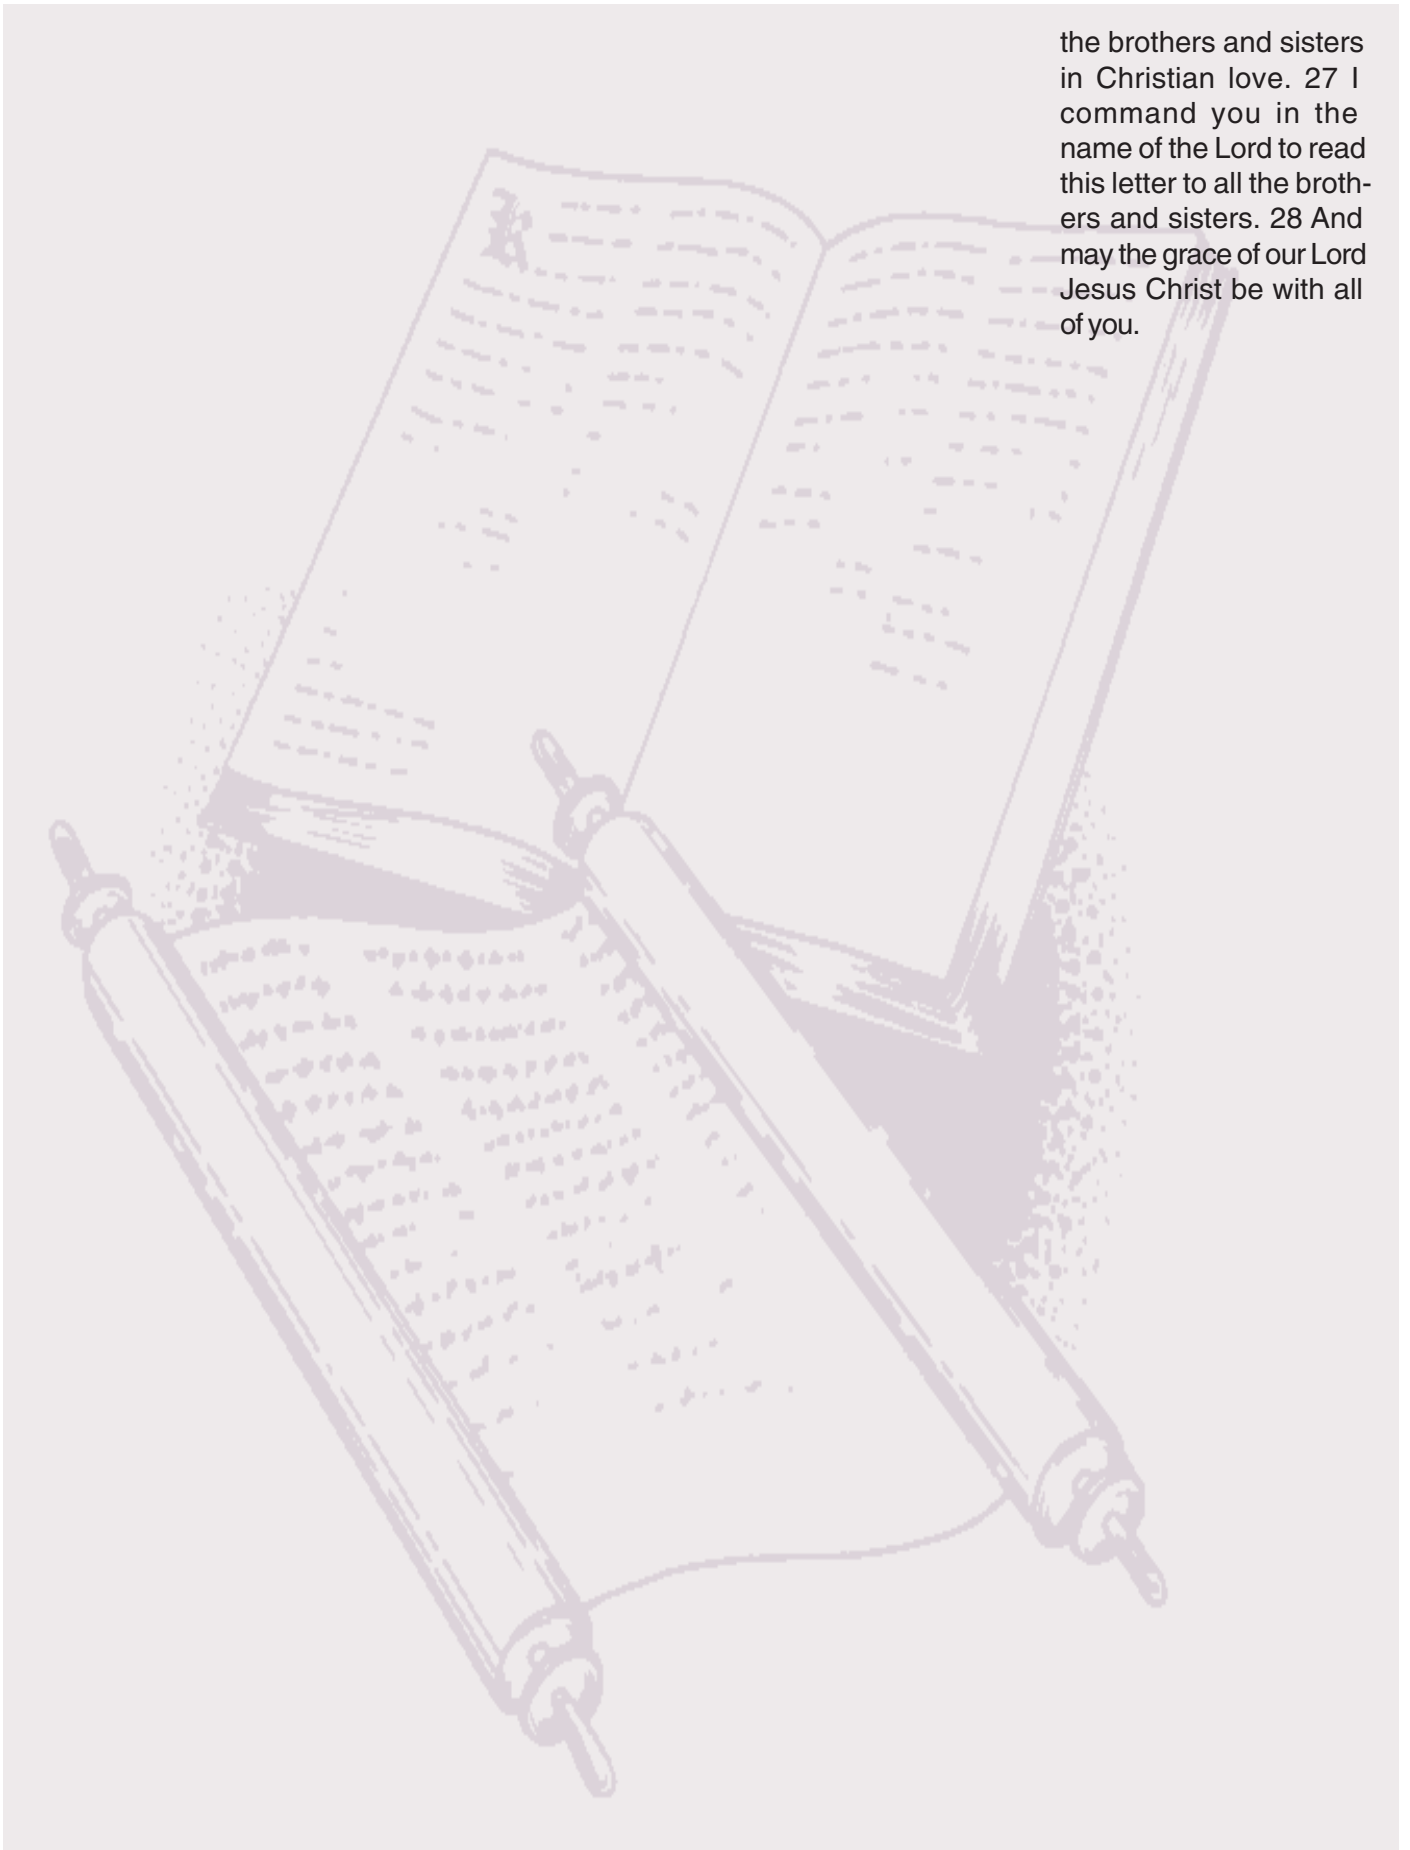 the brothers and sisters
in Christian love. 27 I
command you in the
name of the Lord to read
this letter to all the broth-
ers and sisters. 28 And
may the grace of our Lord
Jesus Christ be with all
of you.